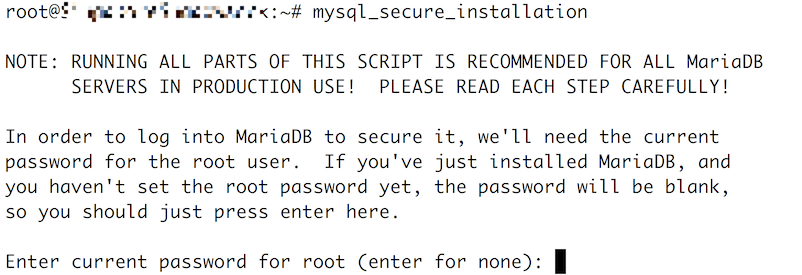 root@:~# mysql_secure_installation
NOTE: RUNNING ALL PARTS OF THIS SCRIPT IS RECOMMENDED FOR ALL MariaDB
SERVERS IN PRODUCTION USE!  PLEASE READ EACH STEP CAREFULLY!
In order to log into MariaDB to secure it, we'll need the current
password for the root user.  If you've just installed MariaDB, and
you haven't set the root password yet, the password will be blank,
so you should just press enter here.
Enter current password for root (enter for none):